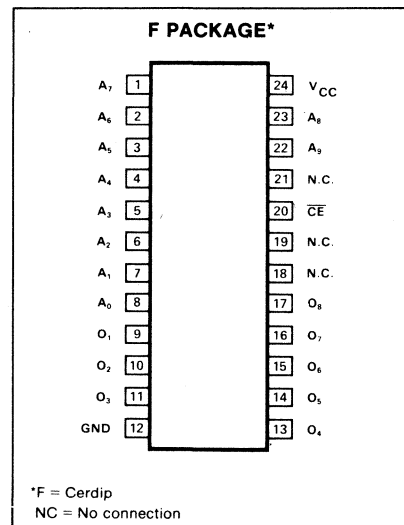 F PACKAGE*
A₇ 1 24 V_CC
A₆ 2 23 A₈
A₅ 3 22 A₉
A₄ 4 21 N.C.
A₃ 5 20 C̅E̅
A₂ 6 19 N.C.
A₁ 7 18 N.C.
A₀ 8 17 O₈
O₁ 9 16 O₇
O₂ 10 15 O₆
O₃ 11 14 O₅
GND 12 13 O₄
*F = Cerdip
NC = No connection